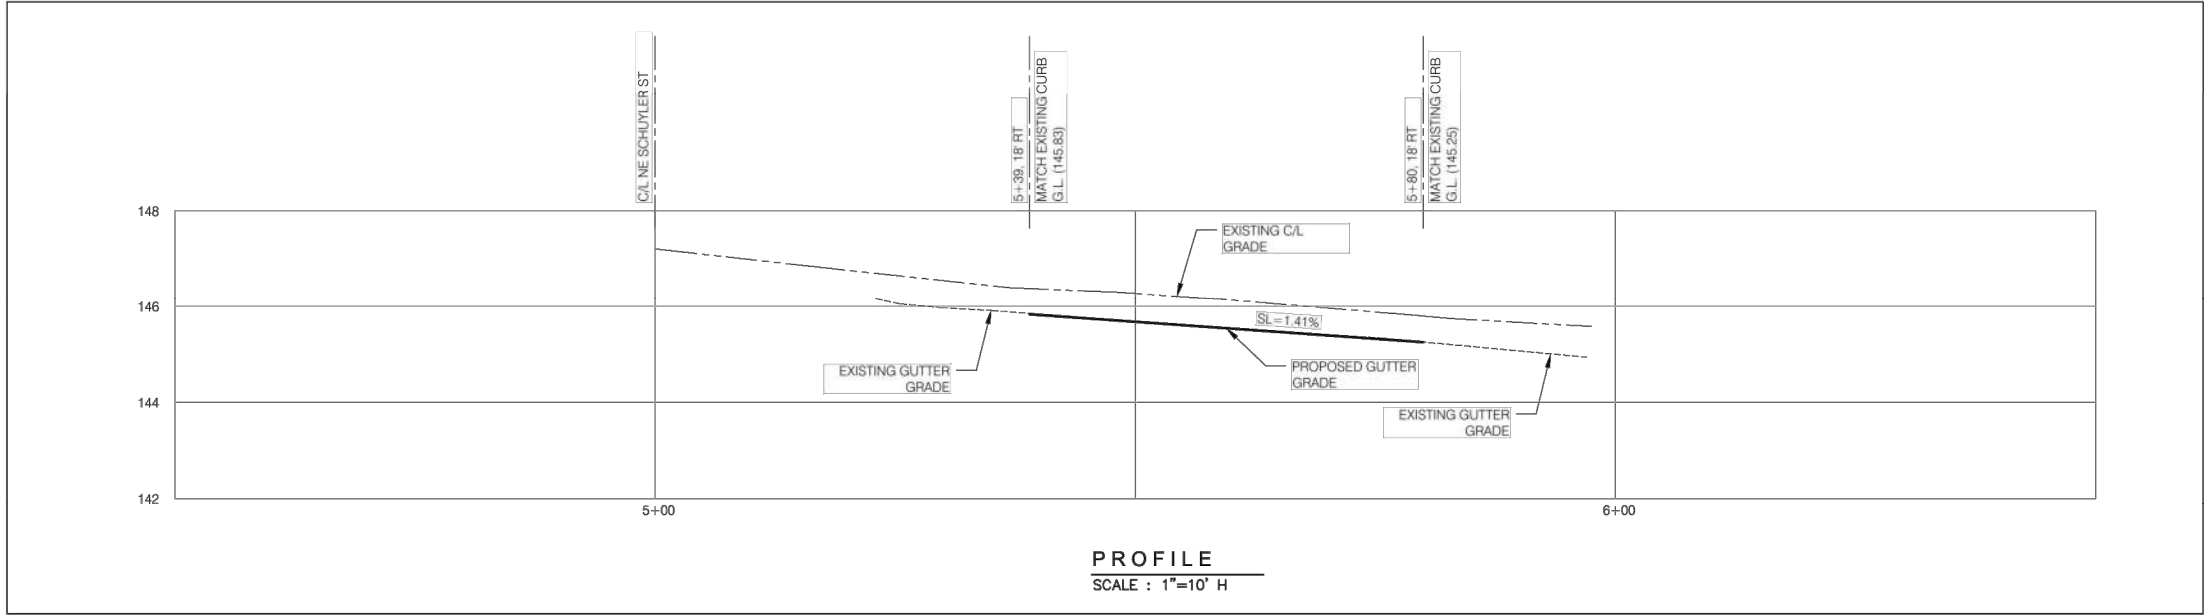 C/L NE SCHUYLER ST
5+39, 18' RT
MATCH EXISTING CURB
G.L. (145.83)
5+80, 18' RT
MATCH EXISTING CURB
G.L. (145.25)
148
EXISTING C/L
GRADE
146
SL=1.41%
EXISTING GUTTER
GRADE
PROPOSED GUTTER
GRADE
144
EXISTING GUTTER
GRADE
142
5+00
6+00
PROFILE
SCALE : 1"=10' H